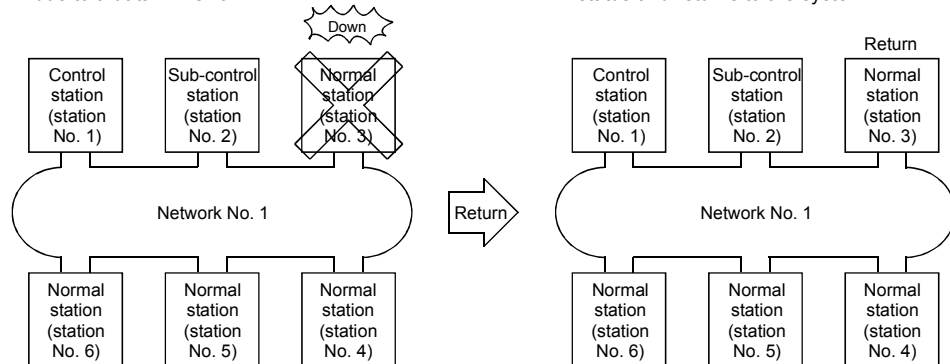 Down
Control
station
(station
No. 1)
Sub-control
station
(station
No. 2)
Normal
station
(station
No. 3)
Network No. 1
Normal
station
(station
No. 6)
Normal
station
(station
No. 5)
Normal
station
(station
No. 4)
Return
Return
Control
station
(station
No. 1)
Sub-control
station
(station
No. 2)
Normal
station
(station
No. 3)
Network No. 1
Normal
station
(station
No. 6)
Normal
station
(station
No. 5)
Normal
station
(station
No. 4)